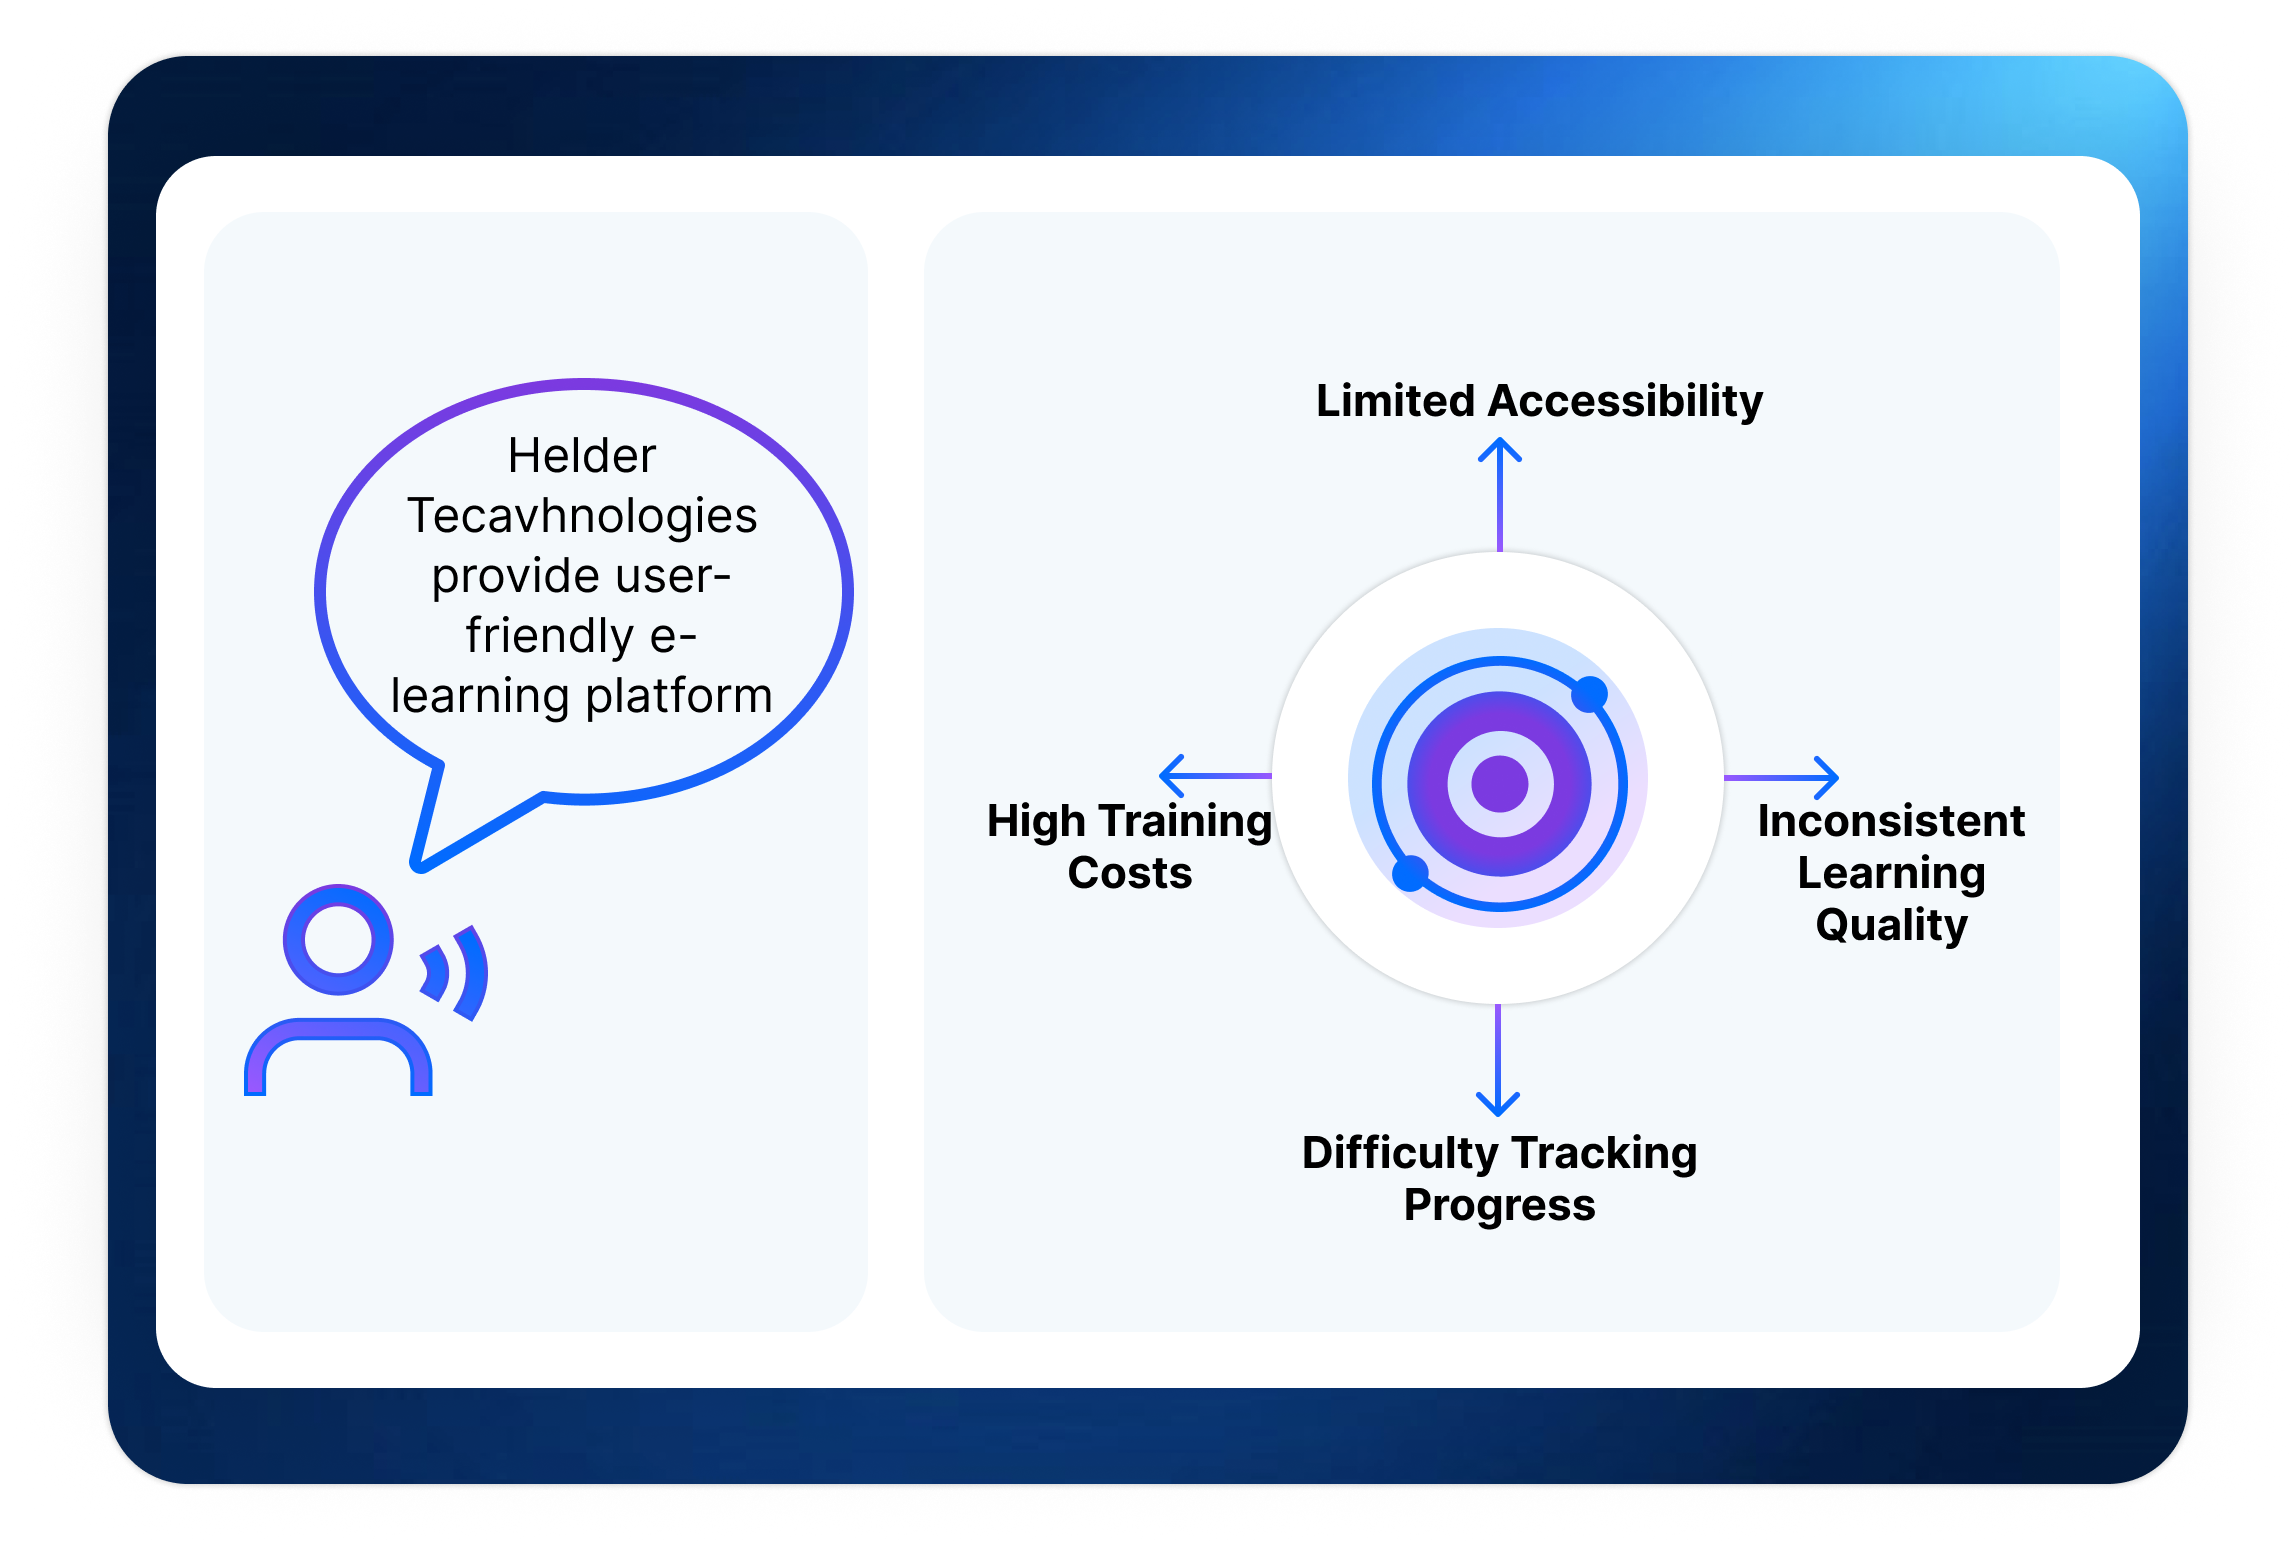 Helder
Tecavhnologies
provide user-
friendly e-
learning platform
Limited Accessibility
High Training
Costs
Inconsistent
Learning
Quality
Difficulty Tracking
Progress